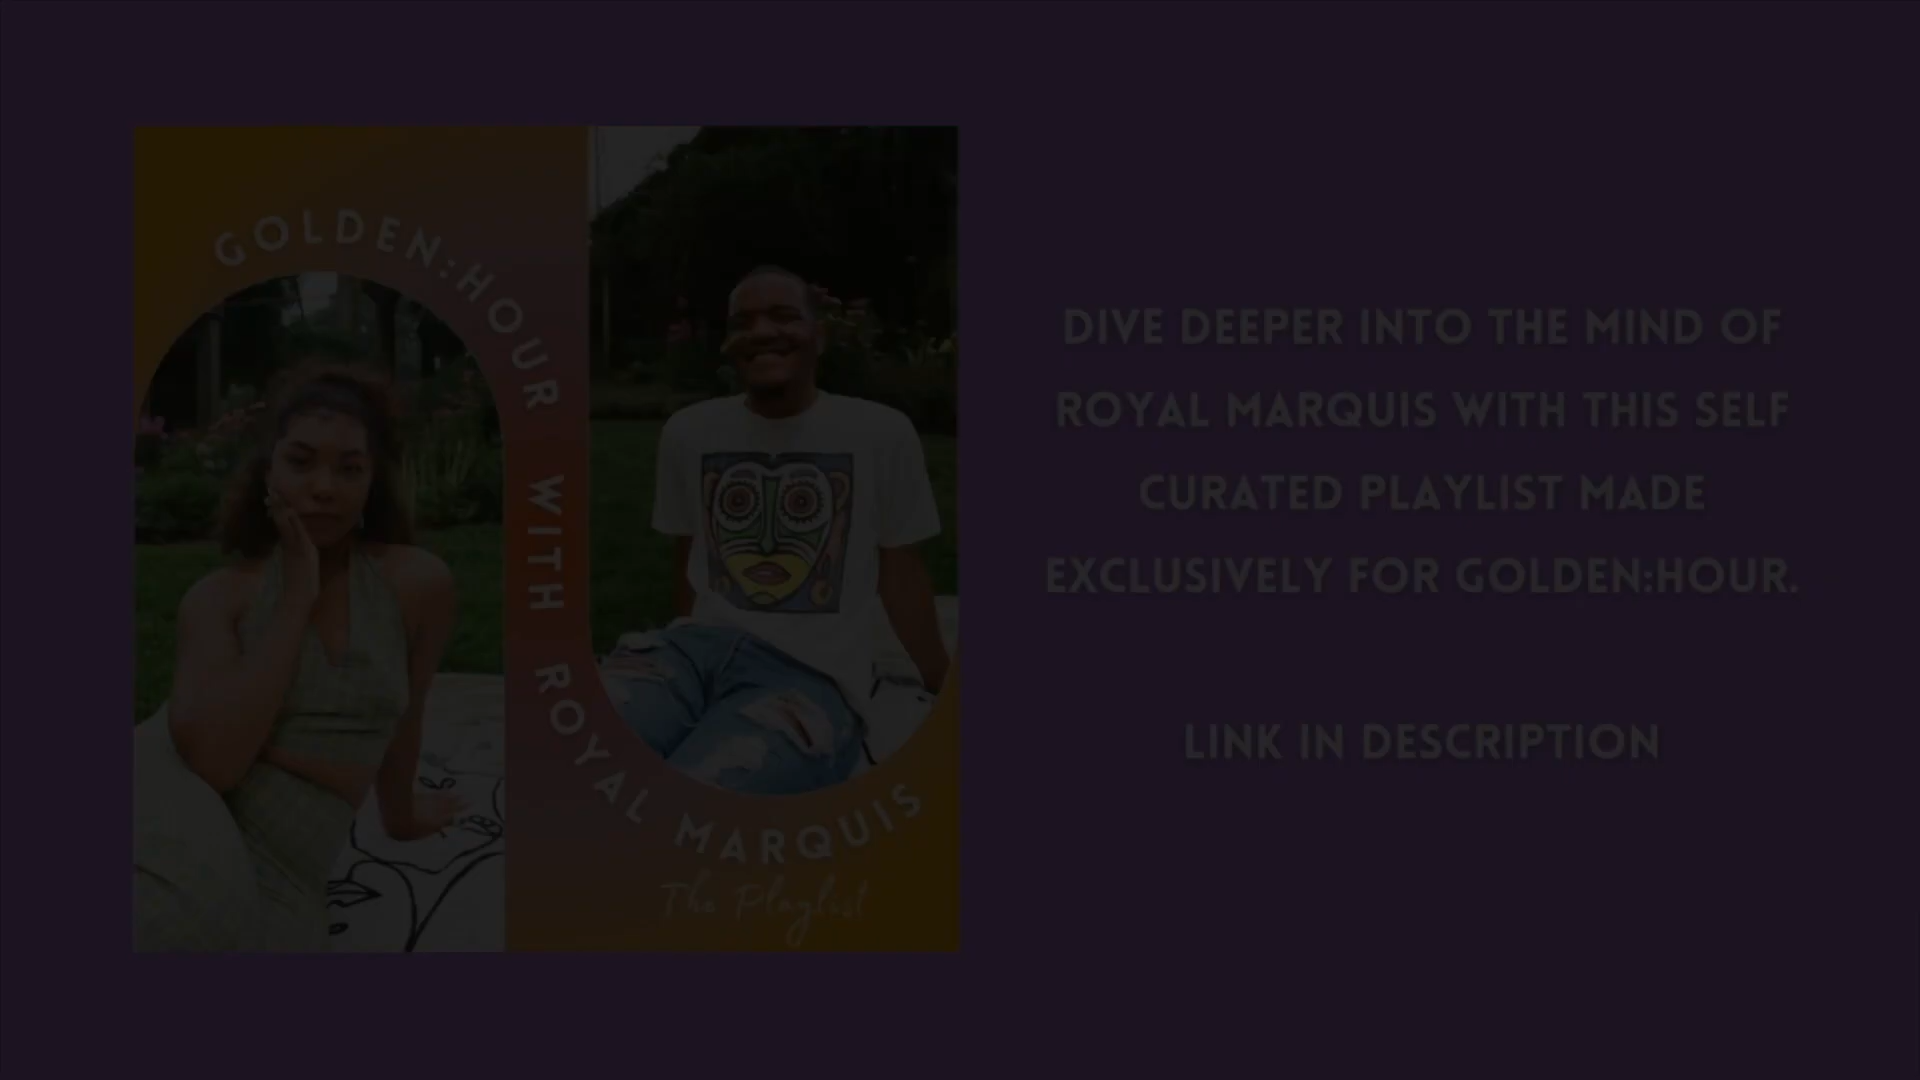 GOLDEN:HOUR WITH ROYAL MARQUIS
The Playlist
DIVE DEEPER INTO THE MIND OF
ROYAL MARQUIS WITH THIS SELF
CURATED PLAYLIST MADE
EXCLUSIVELY FOR GOLDEN:HOUR.
LINK IN DESCRIPTION